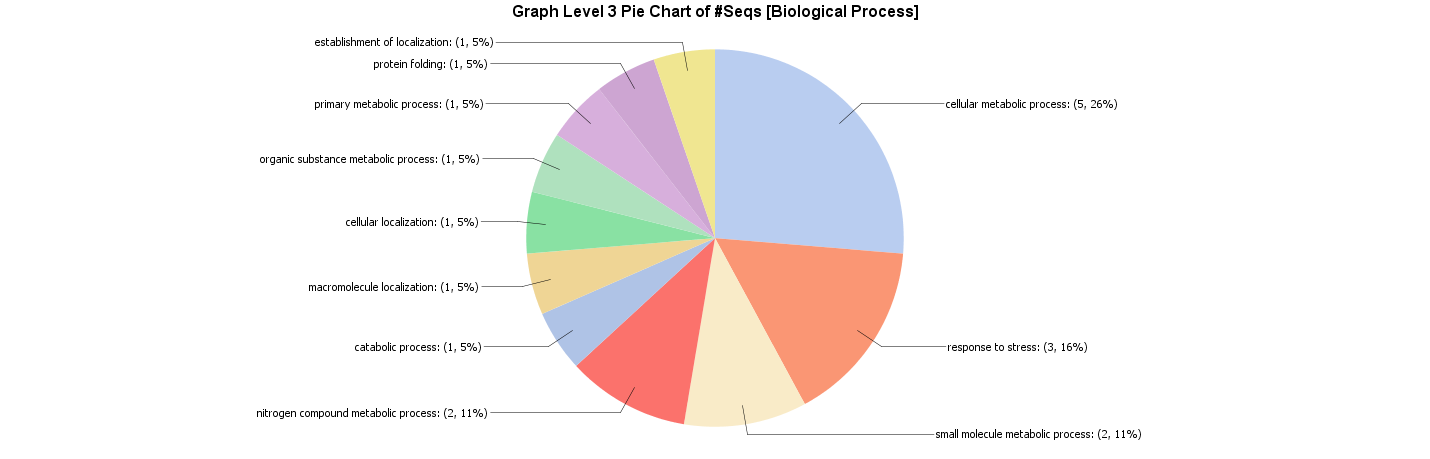 Graph Level 3 Pie Chart of #Seqs [Biological Process]
establishment of localization: (1, 5%)
protein folding: (1, 5%)
primary metabolic process: (1, 5%)
cellular metabolic process: (5, 26%)
organic substance metabolic process: (1, 5%)
cellular localization: (1, 5%)
macromolecule localization: (1, 5%)
catabolic process: (1, 5%)
response to stress: (3, 16%)
nitrogen compound metabolic process: (2, 11%)
small molecule metabolic process: (2, 11%)